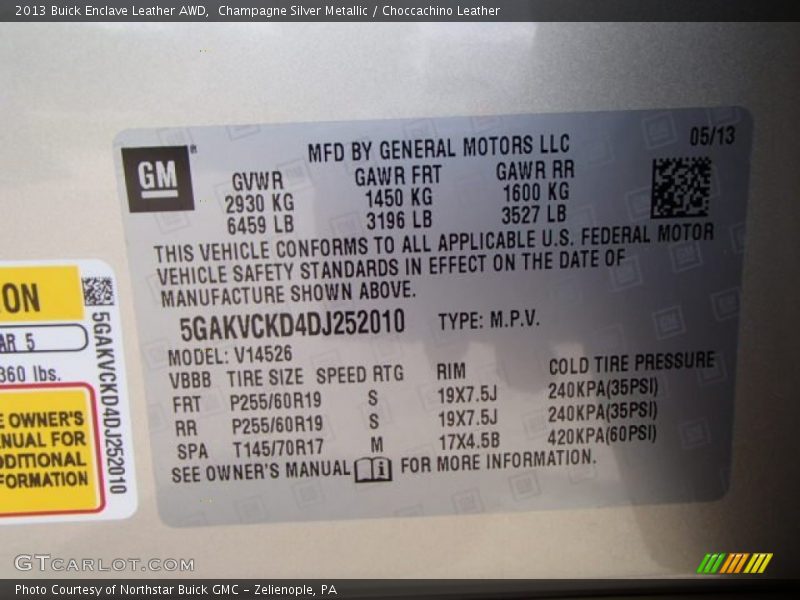 2013 Buick Enclave Leather AWD,  Champagne Silver Metallic / Choccachino Leather
GM
MFD BY GENERAL MOTORS LLC
05/13
GVWR GAWR FRT GAWR RR
2930 KG 1450 KG 1600 KG
6459 LB 3196 LB 3527 LB
THIS VEHICLE CONFORMS TO ALL APPLICABLE U.S. FEDERAL MOTOR
VEHICLE SAFETY STANDARDS IN EFFECT ON THE DATE OF
MANUFACTURE SHOWN ABOVE.
5GAKVCKD4DJ252010 TYPE: M.P.V.
MODEL: V14526
VBBB TIRE SIZE SPEED RTG RIM COLD TIRE PRESSURE
FRT P255/60R19 S 19X7.5J 240KPA(35PSI)
RR P255/60R19 S 19X7.5J 240KPA(35PSI)
SPA T145/70R17 M 17X4.5B 420KPA(60PSI)
SEE OWNER'S MANUAL FOR MORE INFORMATION.
ON
AR 5
360 lbs.
E OWNER'S
NUAL FOR
DDITIONAL
FORMATION
5GAKVCKD4DJ252010
GTCARLOT.COM
Photo Courtesy of Northstar Buick GMC - Zelienople, PA